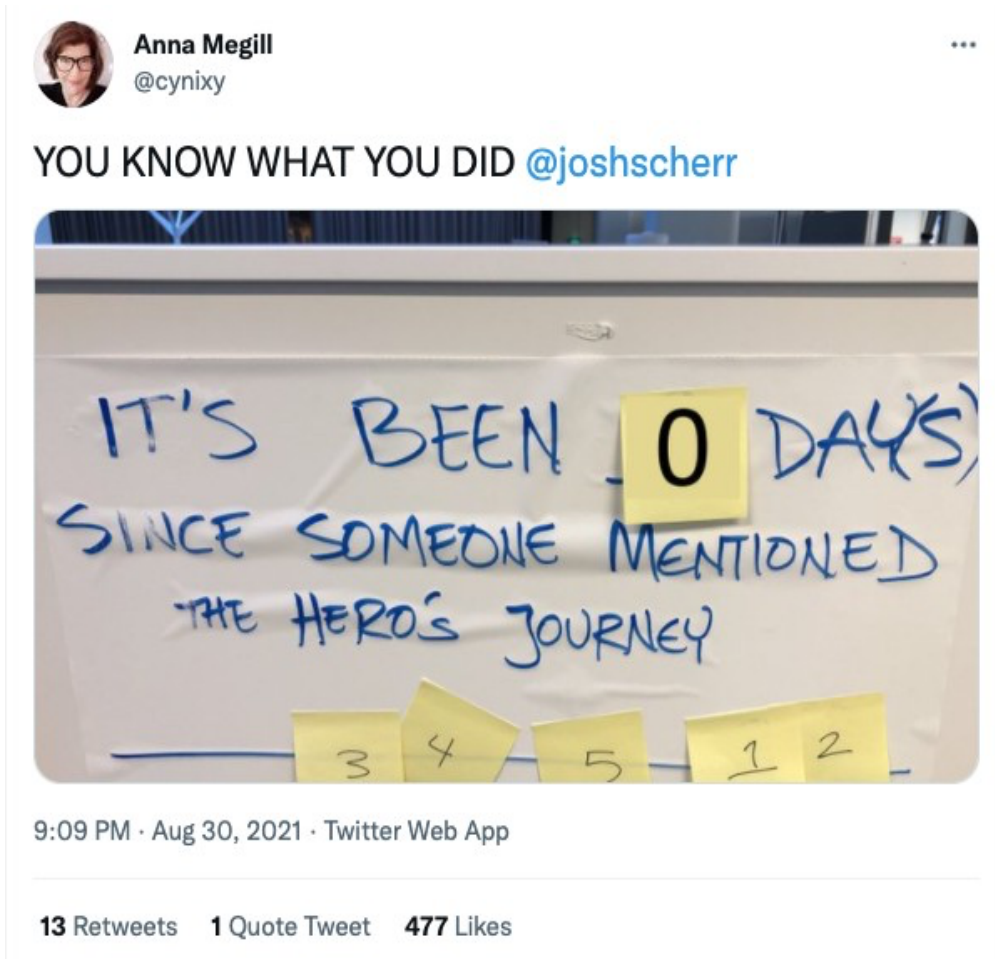 Anna Megill
@cynixy
YOU KNOW WHAT YOU DID @joshscherr
IT'S BEEN 0 DAY(S)
SINCE SOMEONE MENTIONED
THE HERO'S JOURNEY
3 4 5 1 2
9:09 PM · Aug 30, 2021 · Twitter Web App
13 Retweets 1 Quote Tweet 477 Likes